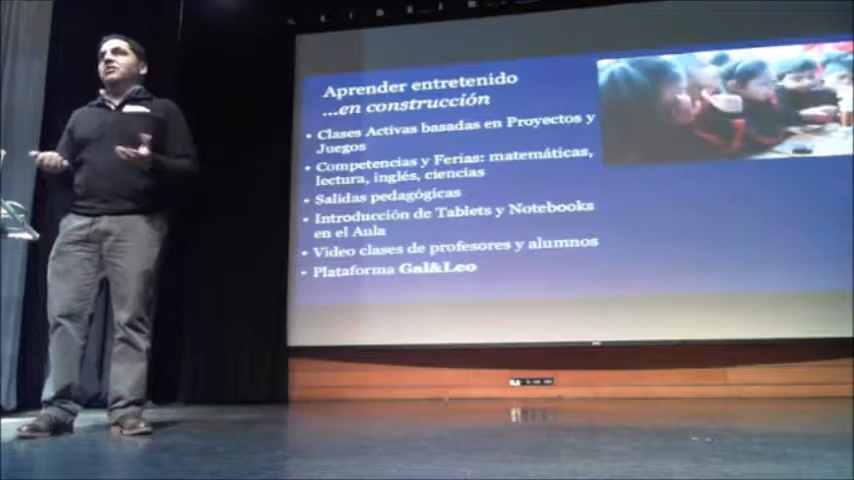 Aprender entretenido
...en construcción
• Clases Activas basadas en Proyectos y
Juegos
• Competencias y Ferias: matemáticas,
lectura, inglés, ciencias
• Salidas pedagógicas
• Introducción de Tablets y Notebooks
en el Aula
• Video clases de profesores y alumnos
• Plataforma Gal&Leo